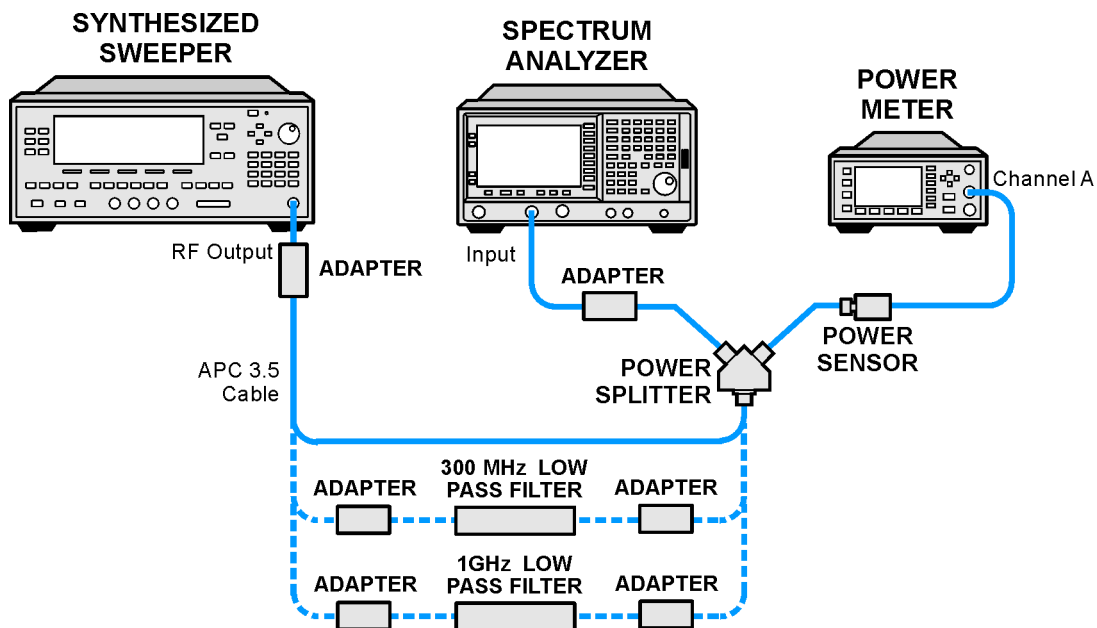 SYNTHESIZED
SWEEPER
SPECTRUM
ANALYZER
POWER
METER
Channel A
RF Output
ADAPTER
Input
ADAPTER
POWER
SENSOR
POWER
SPLITTER
APC 3.5
Cable
300 MHz LOW
PASS FILTER
ADAPTER
ADAPTER
1GHz LOW
PASS FILTER
ADAPTER
ADAPTER